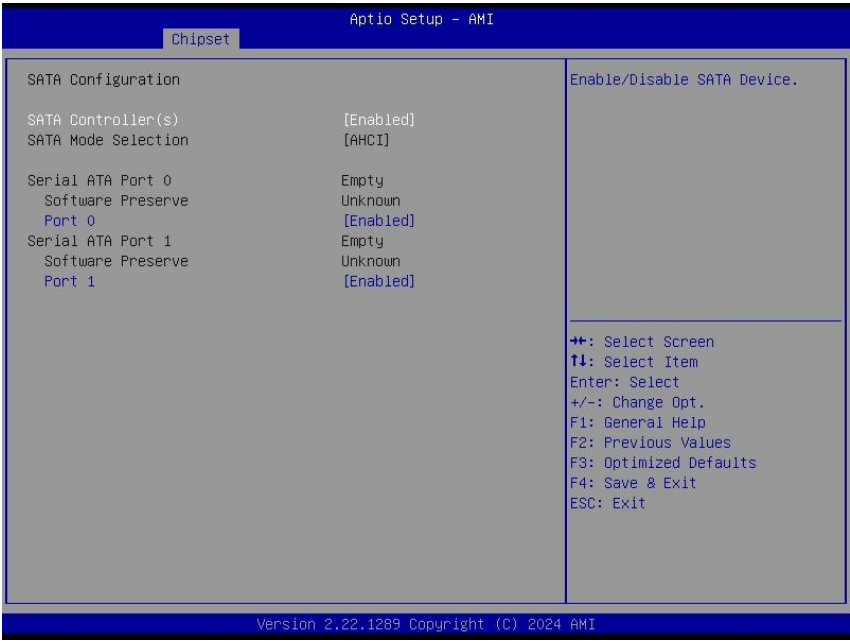 Aptio Setup – AMI
Chipset
SATA Configuration
SATA Controller(s) [Enabled]
SATA Mode Selection [AHCI]
Serial ATA Port 0 Empty
Software Preserve Unknown
Port 0 [Enabled]
Serial ATA Port 1 Empty
Software Preserve Unknown
Port 1 [Enabled]
Enable/Disable SATA Device.
→←: Select Screen
↑↓: Select Item
Enter: Select
+/-: Change Opt.
F1: General Help
F2: Previous Values
F3: Optimized Defaults
F4: Save & Exit
ESC: Exit
Version 2.22.1289 Copyright (C) 2024 AMI